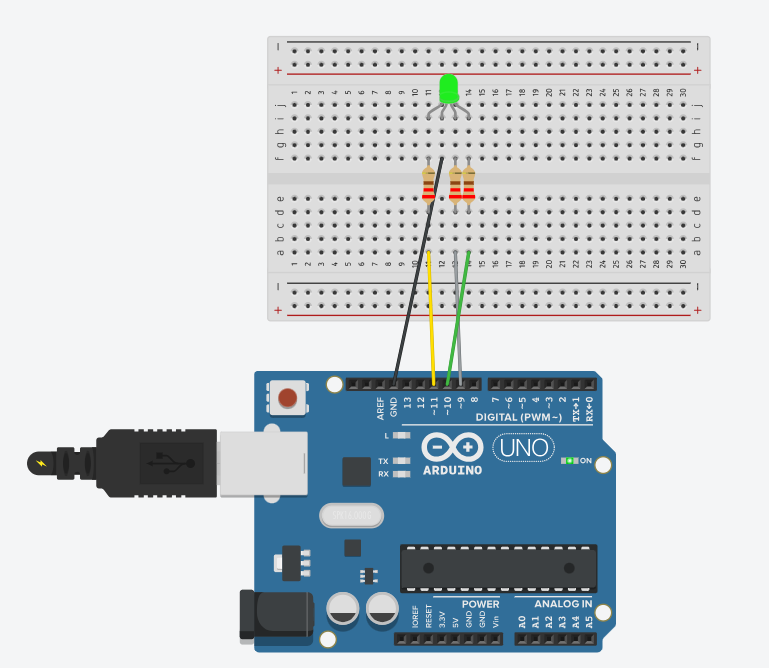 − −
+ +
1 2 3 4 5 6 7 8 9 10 11 12 13 14 15 16 17 18 19 20 21 22 23 24 25 26 27 28 29 30
j j
i i
h h
g g
f f
e e
d d
c c
b b
a a
1 2 3 4 5 6 7 8 9 10 11 12 13 14 15 16 17 18 19 20 21 22 23 24 25 26 27 28 29 30
− −
+ +
AREF GND 13 12 ~11 ~10 ~9 8 7 ~6 ~5 4 ~3 2 TX→1 RX←0
DIGITAL (PWM~)
L
TX
RX
ARDUINO
UNO
ON
POWER ANALOG IN
IOREF RESET 3.3V 5V GND GND Vin A0 A1 A2 A3 A4 A5